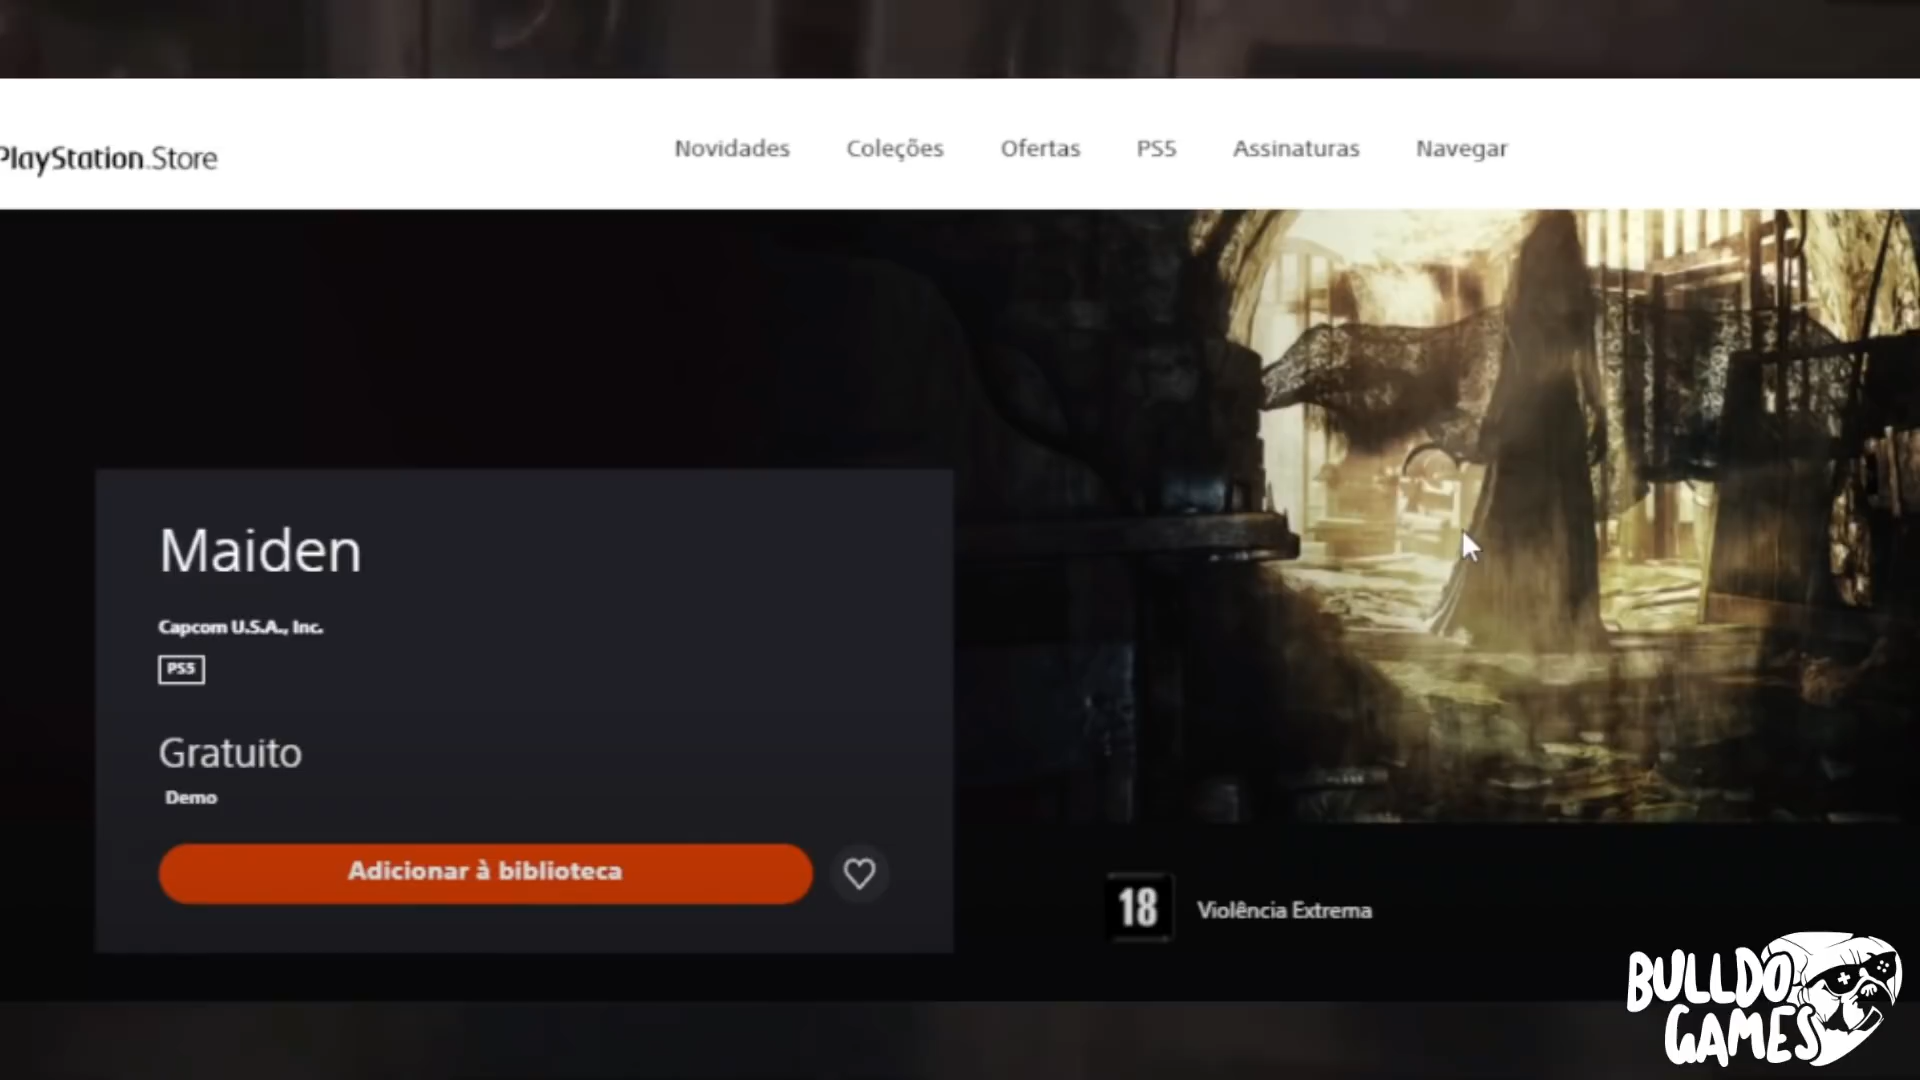 PlayStation.Store
Novidades Coleções Ofertas PS5 Assinaturas Navegar
Maiden
Capcom U.S.A., Inc.
PS5
Gratuito
Demo
Adicionar à biblioteca
18 Violência Extrema
BULLDO
GAMES